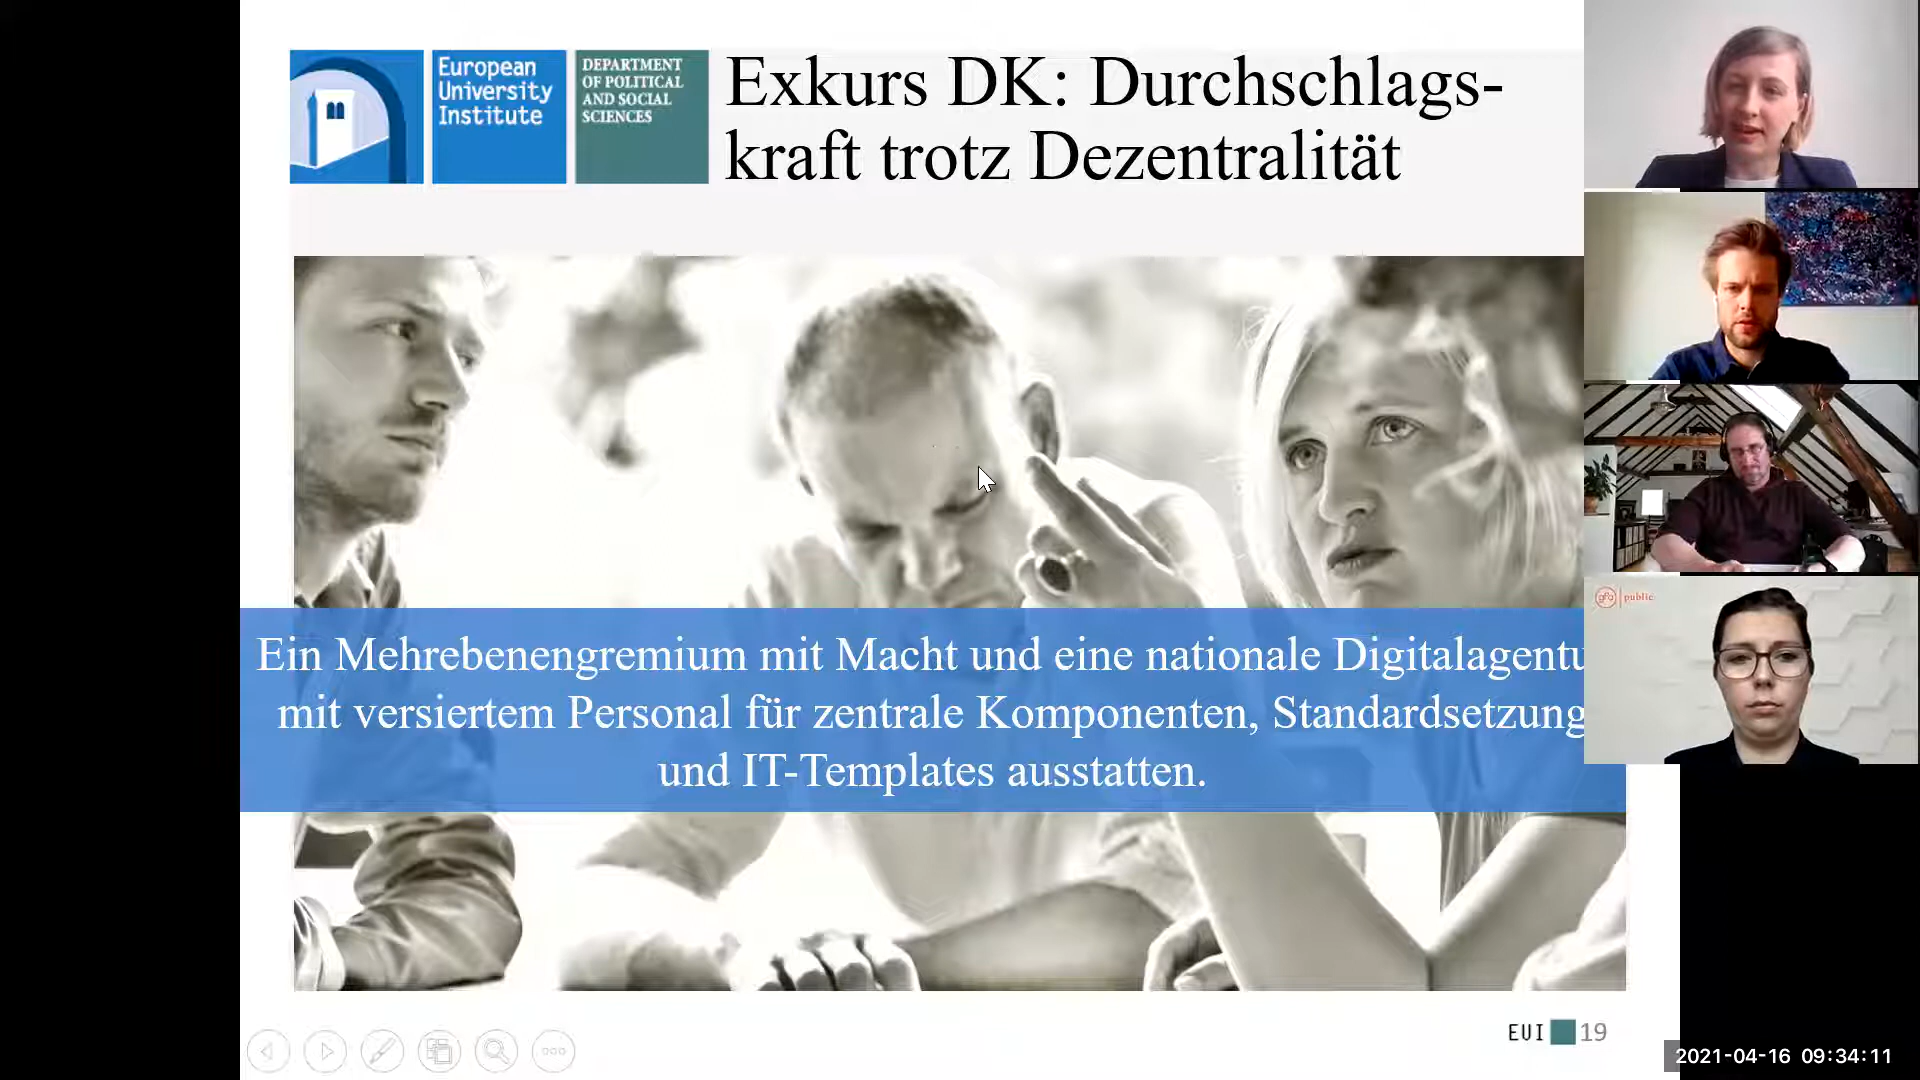 European
University
Institute
DEPARTMENT
OF POLITICAL
AND SOCIAL
SCIENCES
Exkurs DK: Durchschlags-
kraft trotz Dezentralität
Ein Mehrebenengremium mit Macht und eine nationale Digitalagentu
mit versiertem Personal für zentrale Komponenten, Standardsetzung
und IT-Templates ausstatten.
gfa public
EUI 19
2021-04-16 09:34:11